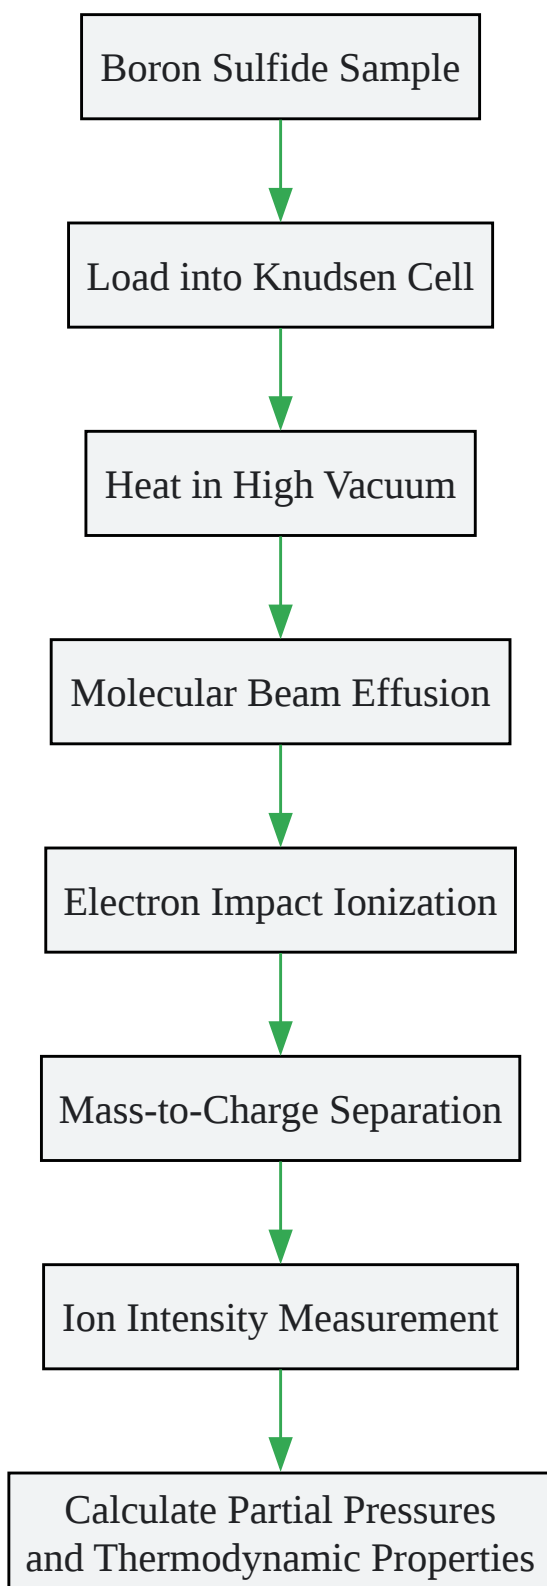 Boron Sulfide Sample
Load into Knudsen Cell
Heat in High Vacuum
Molecular Beam Effusion
Electron Impact Ionization
Mass-to-Charge Separation
Ion Intensity Measurement
Calculate Partial Pressures
and Thermodynamic Properties